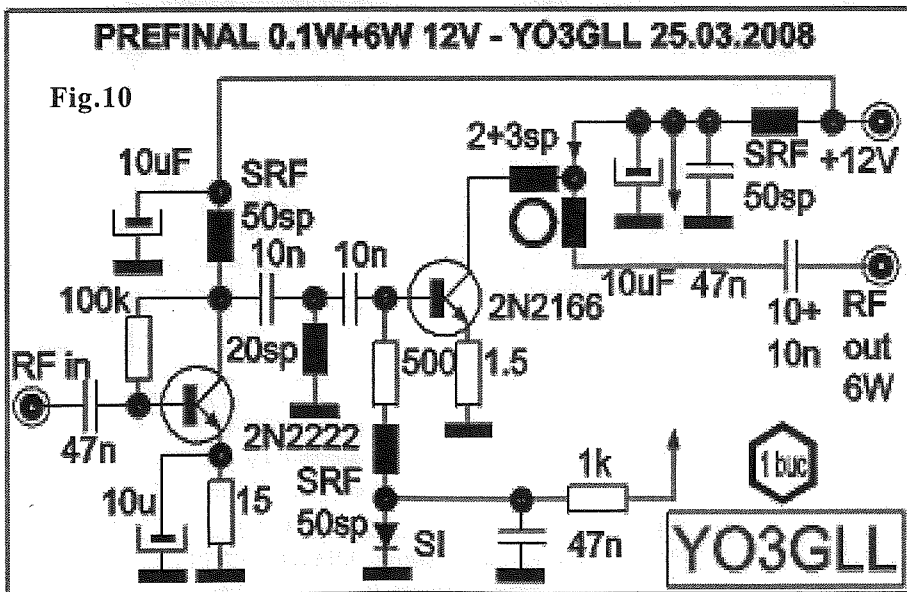 PREFINAL 0.1W+6W 12V - YO3GLL 25.03.2008
Fig.10
10uF
SRF
50sp
2+3sp
SRF
50sp
+12V
10n
10n
100k
20sp
2N2166
10uF
47n
10+
10n
RF
out
6W
RF in
47n
2N2222
500
1.5
10u
15
SRF
50sp
SI
47n
1k
1 buc
YO3GLL